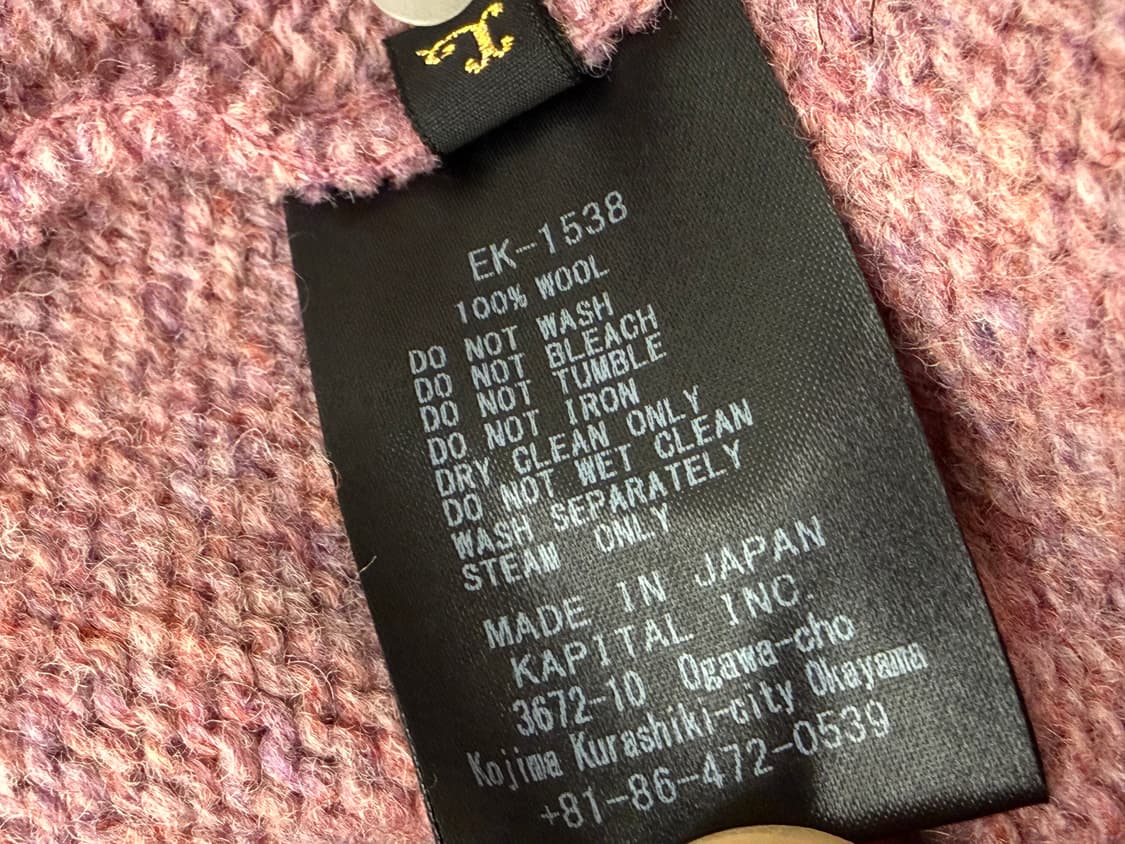 L
EK-1538
100% WOOL
DO NOT WASH
DO NOT BLEACH
DO NOT TUMBLE
DO NOT IRON
DRY CLEAN ONLY
DO NOT WET CLEAN
WASH SEPARATELY
STEAM ONLY
MADE IN JAPAN
KAPITAL INC.
3672-10 Ogawa-cho
Kojima Kurashiki-city Okayama
+81-86-472-0539